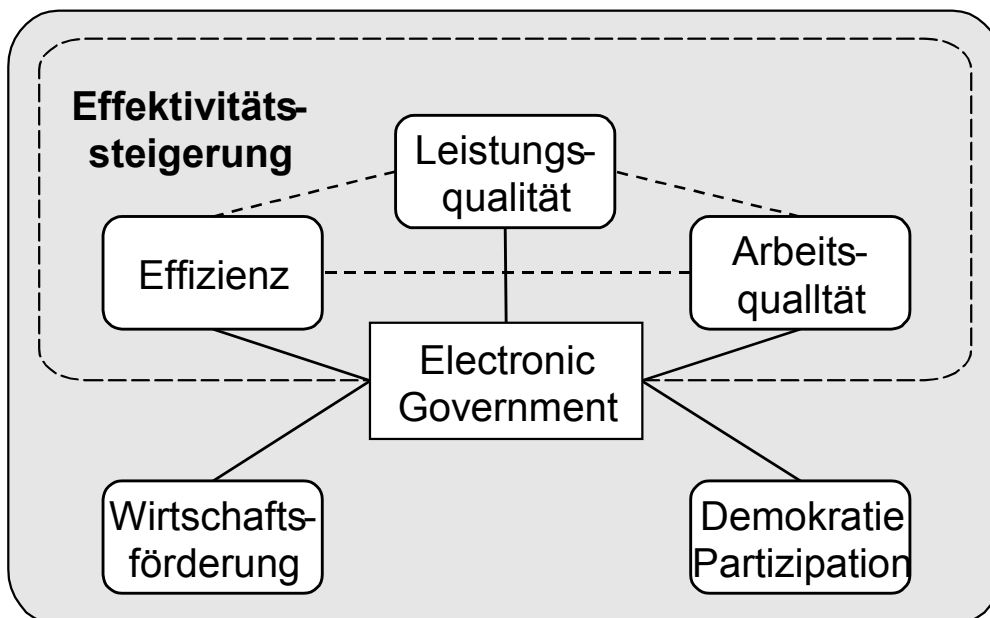 Effektivitäts-
steigerung
Leistungs-
qualität
Effizienz
Arbeits-
qualltät
Electronic
Government
Wirtschafts-
förderung
Demokratie
Partizipation